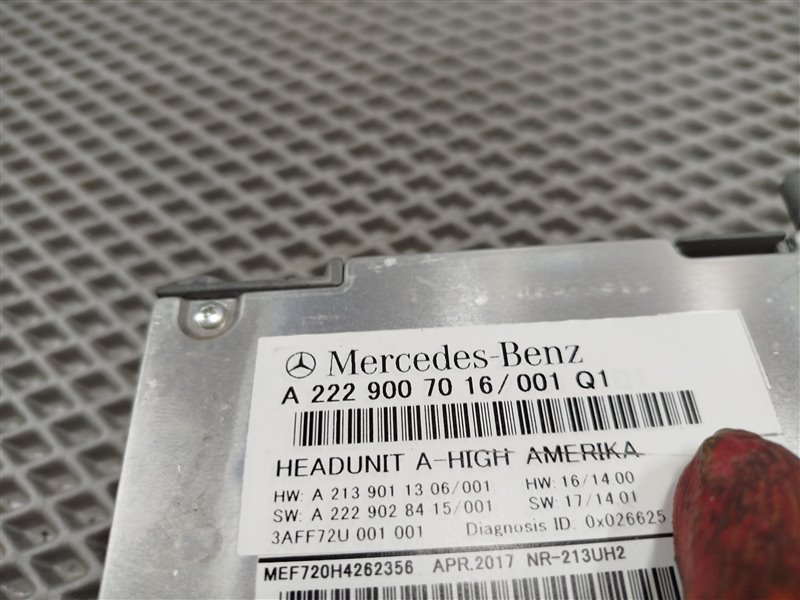 Mercedes-Benz
A 222 900 70 16/001 Q1
HEADUNIT A-HIGH AMERIKA
HW: A 213 901 13 06/001 HW: 16/14.00
SW: A 222 902 84 15/001 SW: 17/14.01
3AFF72U 001 001 Diagnosis ID. 0x026625
MEF720H4262356 APR.2017 NR-213UH2